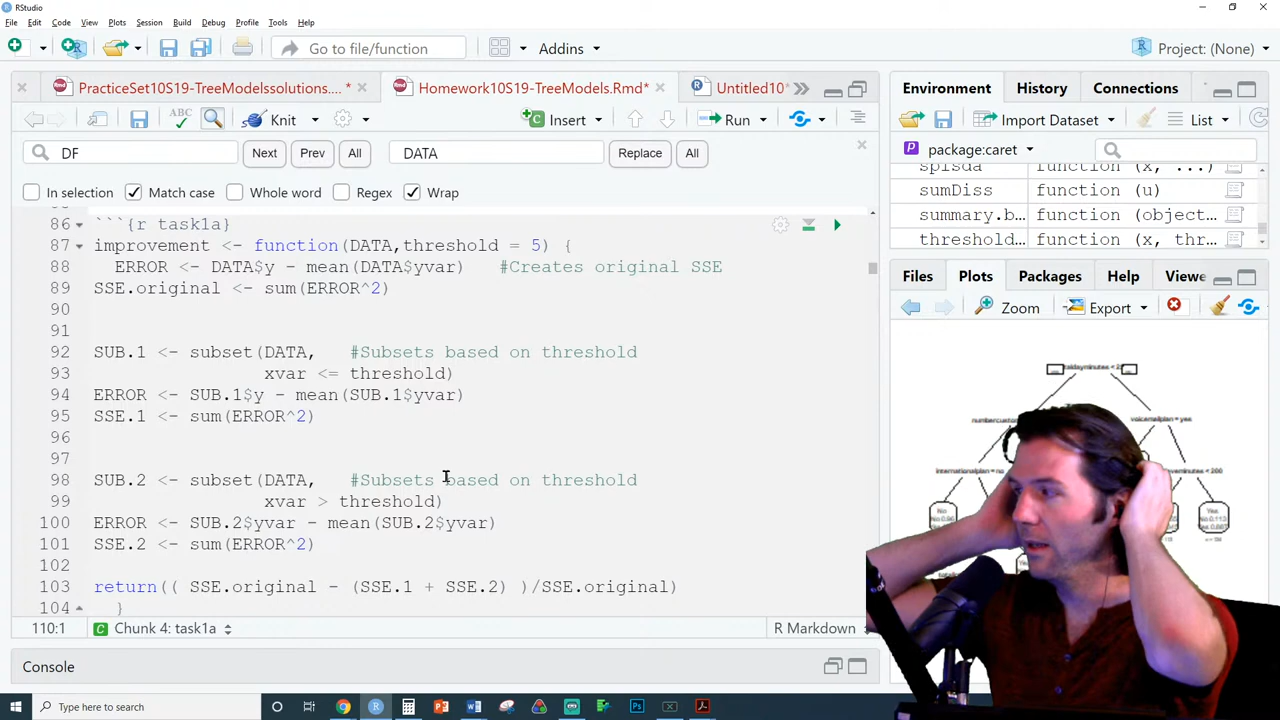 RStudio
File Edit Code View Plots Session Build Debug Profile Tools Help
Go to file/function Addins Project: (None)
PracticeSet10S19-TreeModelssolutions.... * Homework10S19-TreeModels.Rmd* Untitled10*
Knit Insert Run
DF Next Prev All DATA Replace All
In selection Match case Whole word Regex Wrap
86 ```{r task1a}
87 improvement <- function(DATA,threshold = 5) {
88 ERROR <- DATA$y - mean(DATA$yvar) #Creates original SSE
89 SSE.original <- sum(ERROR^2)
90
91
92 SUB.1 <- subset(DATA, #Subsets based on threshold
93 xvar <= threshold)
94 ERROR <- SUB.1$y - mean(SUB.1$yvar)
95 SSE.1 <- sum(ERROR^2)
96
97
98 SUB.2 <- subset(DATA, #Subsets based on threshold
99 xvar > threshold)
100 ERROR <- SUB.2$yvar - mean(SUB.2$yvar)
101 SSE.2 <- sum(ERROR^2)
102
103 return(( SSE.original - (SSE.1 + SSE.2) )/SSE.original)
104 }
110:1 Chunk 4: task1a R Markdown
Console
Environment History Connections
Import Dataset List
package:caret
splsda function (x, ...)
sumDiss function (u)
summary.b... function (object...
threshold... function (x, thr...
Files Plots Packages Help Viewe
Zoom Export
voicemailplan = yes
internationalplan = no
Type here to search